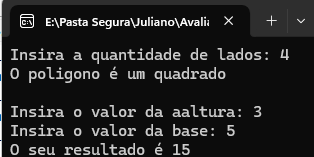 E:\Pasta Segura\Juliano\Avalia
Insira a quantidade de lados: 4
O poligono é um quadrado
Insira o valor da aaltura: 3
Insira o valor da base: 5
O seu resultado é 15